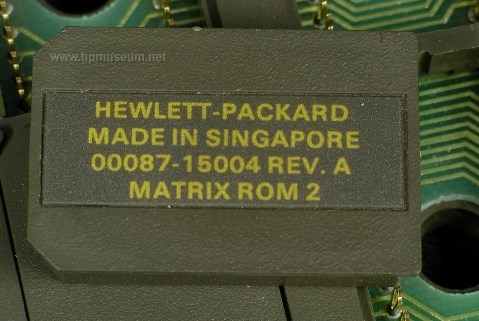 www.hpmuseum.net
HEWLETT-PACKARD
MADE IN SINGAPORE
00087-15004 REV. A
MATRIX ROM 2